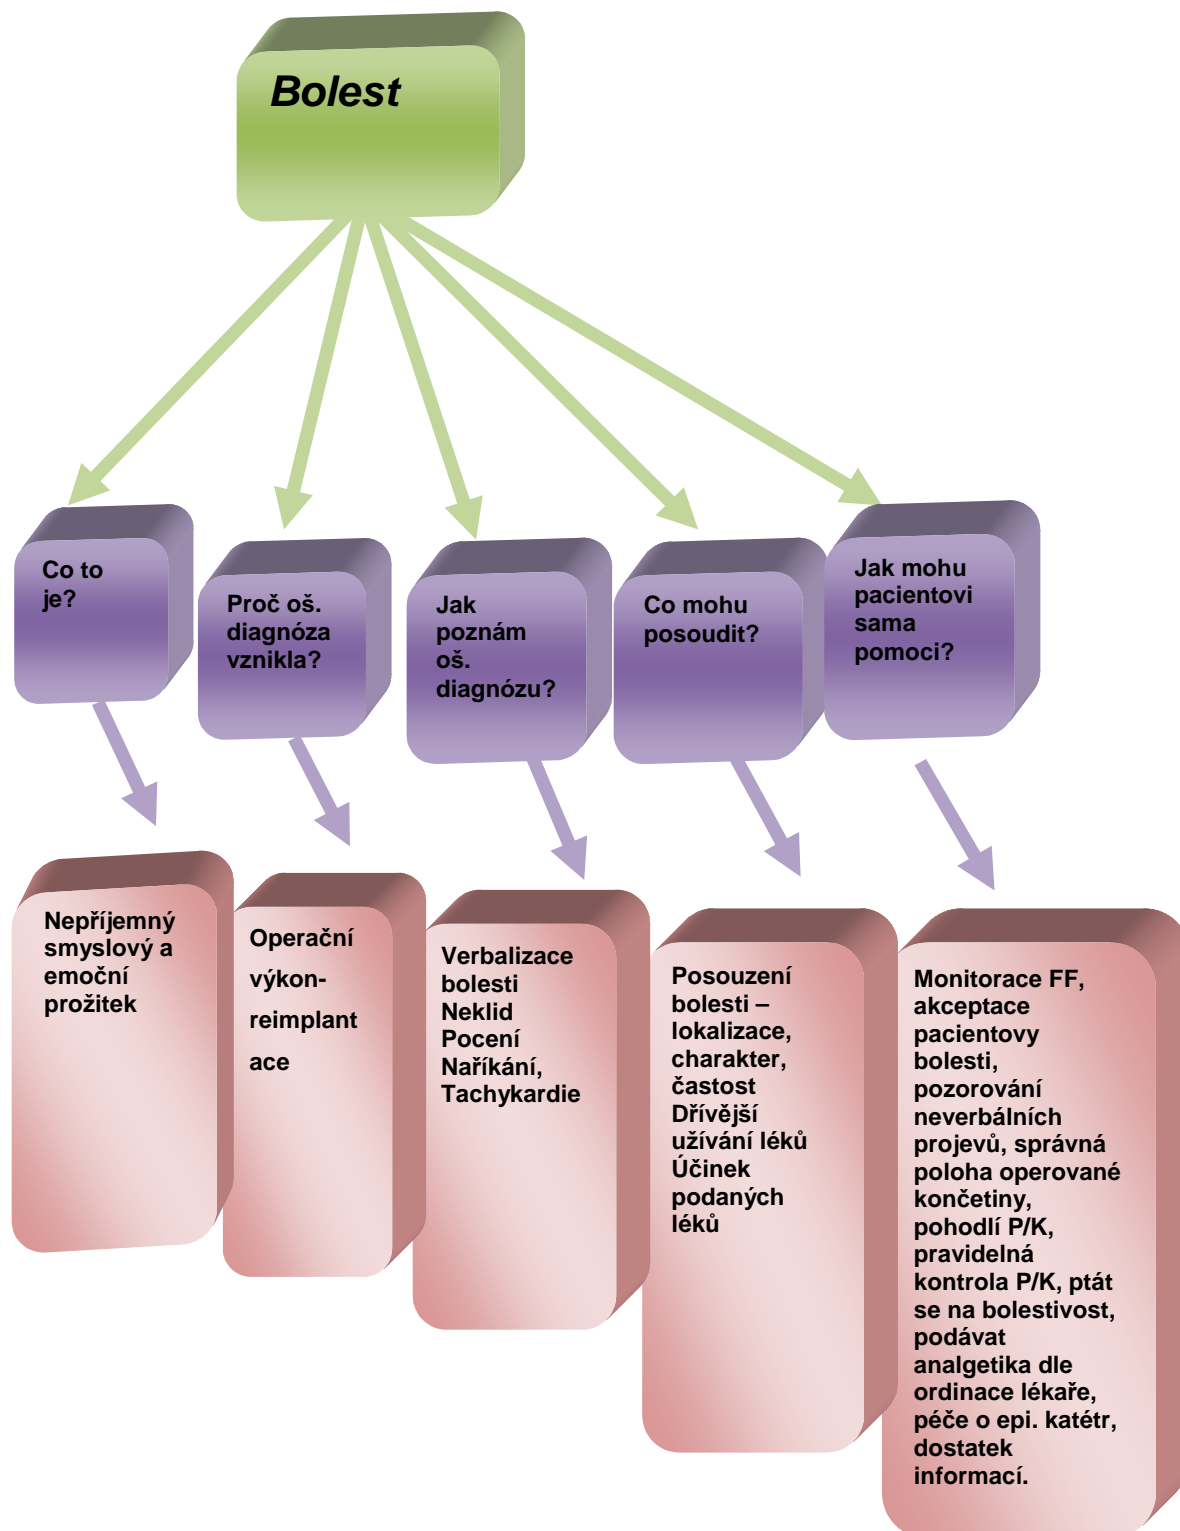 Bolest
Co to
je?
Proč oš.
diagnóza
vznikla?
Jak
poznám
oš.
diagnózu?
Co mohu
posoudit?
Jak mohu
pacientovi
sama
pomoci?
Nepříjemný
smyslový a
emoční
prožitek
Operační
výkon-
reimplant
ace
Verbalizace
bolesti
Neklid
Pocení
Naříkání,
Tachykardie
Posouzení
bolesti –
lokalizace,
charakter,
častost
Dřívější
užívání léků
Účinek
podaných
léků
Monitorace FF,
akceptace
pacientovy
bolesti,
pozorování
neverbálních
projevů, správná
poloha operované
končetiny,
pohodlí P/K,
pravidelná
kontrola P/K, ptát
se na bolestivost,
podávat
analgetika dle
ordinace lékaře,
péče o epi. katétr,
dostatek
informací.